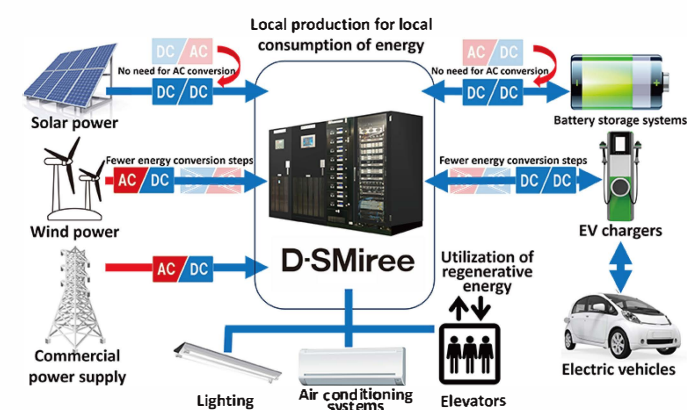 Local production for local
consumption of energy
DC/AC
No need for AC conversion
DC/DC
Solar power
AC/DC
No need for AC conversion
DC/DC
Battery storage systems
Fewer energy conversion steps
AC/DC
Wind power
Fewer energy conversion steps
DC/DC
EV chargers
D-SMiree
AC/DC
Commercial
power supply
Utilization of
regenerative
energy
Lighting
Air conditioning
systems
Elevators
Electric vehicles